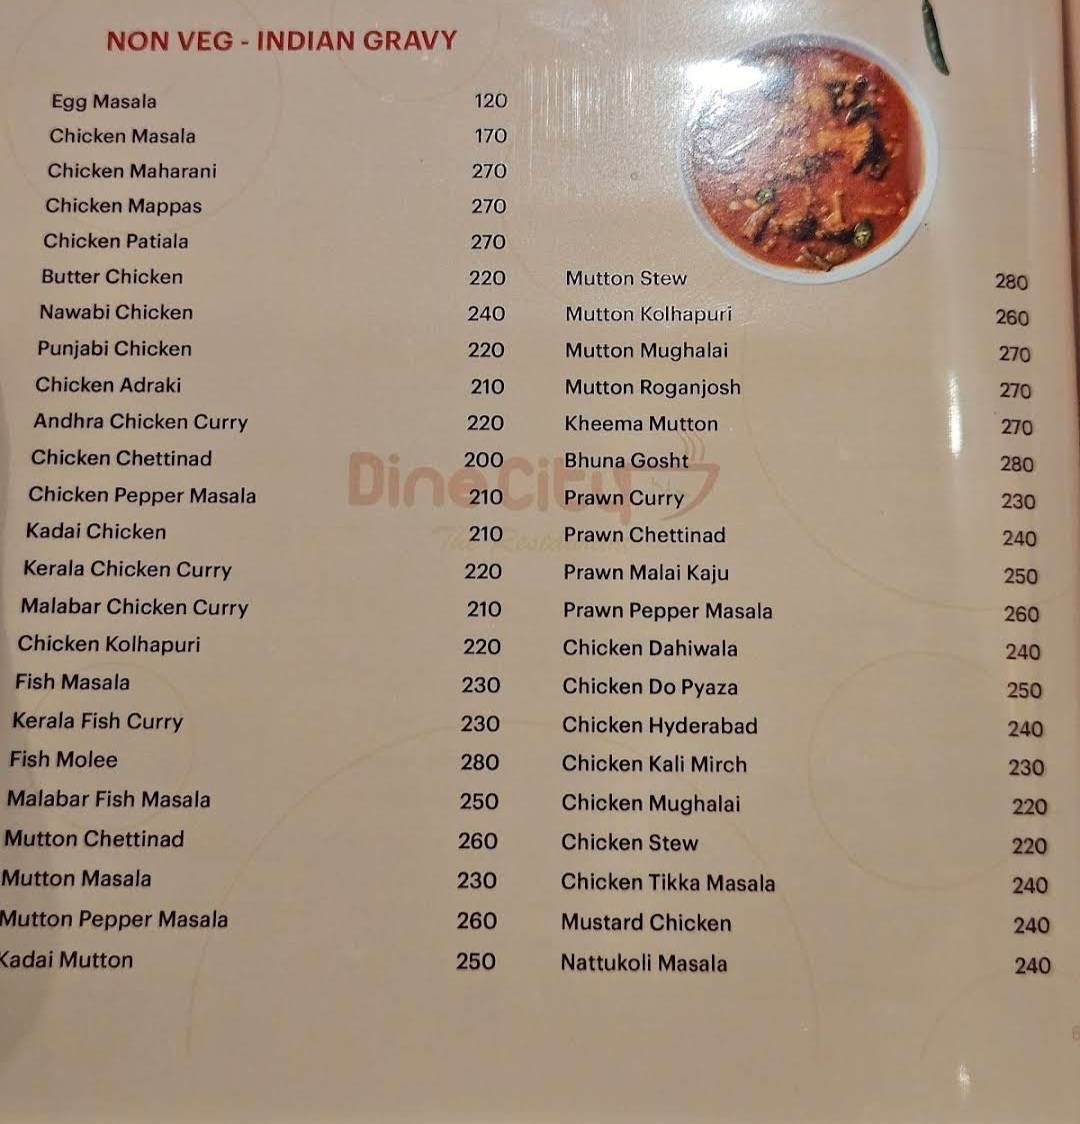 NON VEG - INDIAN GRAVY
Egg Masala 120
Chicken Masala 170
Chicken Maharani 270
Chicken Mappas 270
Chicken Patiala 270
Butter Chicken 220
Nawabi Chicken 240
Punjabi Chicken 220
Chicken Adraki 210
Andhra Chicken Curry 220
Chicken Chettinad 200
Chicken Pepper Masala 210
Kadai Chicken 210
Kerala Chicken Curry 220
Malabar Chicken Curry 210
Chicken Kolhapuri 220
Fish Masala 230
Kerala Fish Curry 230
Fish Molee 280
Malabar Fish Masala 250
Mutton Chettinad 260
Mutton Masala 230
Mutton Pepper Masala 260
Kadai Mutton 250
Mutton Stew 280
Mutton Kolhapuri 260
Mutton Mughalai 270
Mutton Roganjosh 270
Kheema Mutton 270
Bhuna Gosht 280
Prawn Curry 230
Prawn Chettinad 240
Prawn Malai Kaju 250
Prawn Pepper Masala 260
Chicken Dahiwala 240
Chicken Do Pyaza 250
Chicken Hyderabad 240
Chicken Kali Mirch 230
Chicken Mughalai 220
Chicken Stew 220
Chicken Tikka Masala 240
Mustard Chicken 240
Nattukoli Masala 240
DineCity